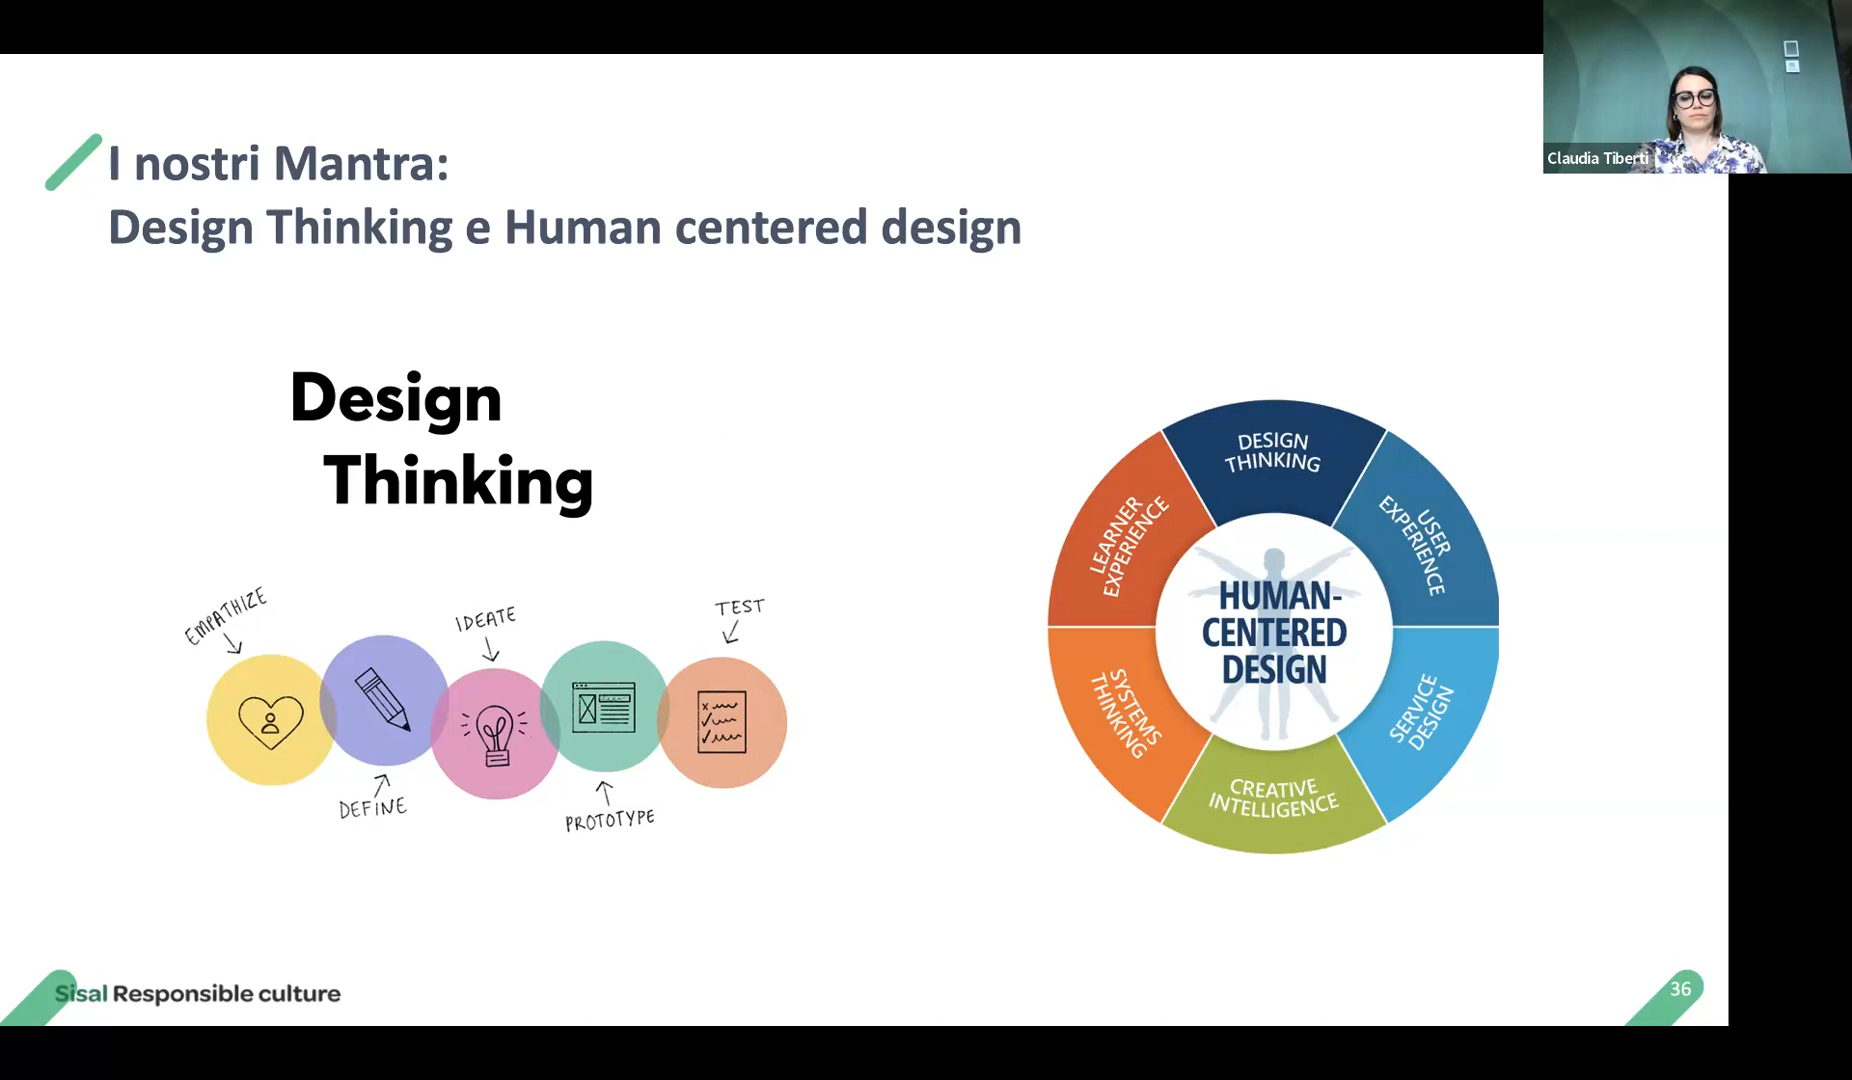 I nostri Mantra:
Design Thinking e Human centered design
Claudia Tiberti
Design
Thinking
EMPATHIZE
DEFINE
IDEATE
PROTOTYPE
TEST
DESIGN
THINKING
USER
EXPERIENCE
SERVICE
DESIGN
CREATIVE
INTELLIGENCE
SYSTEMS
THINKING
LEARNER
EXPERIENCE
HUMAN-
CENTERED
DESIGN
Sisal Responsible culture
36